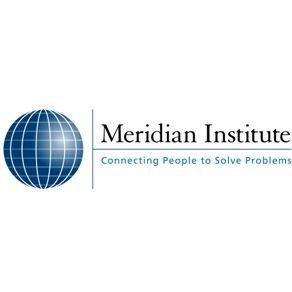 Meridian Institute
Connecting People to Solve Problems